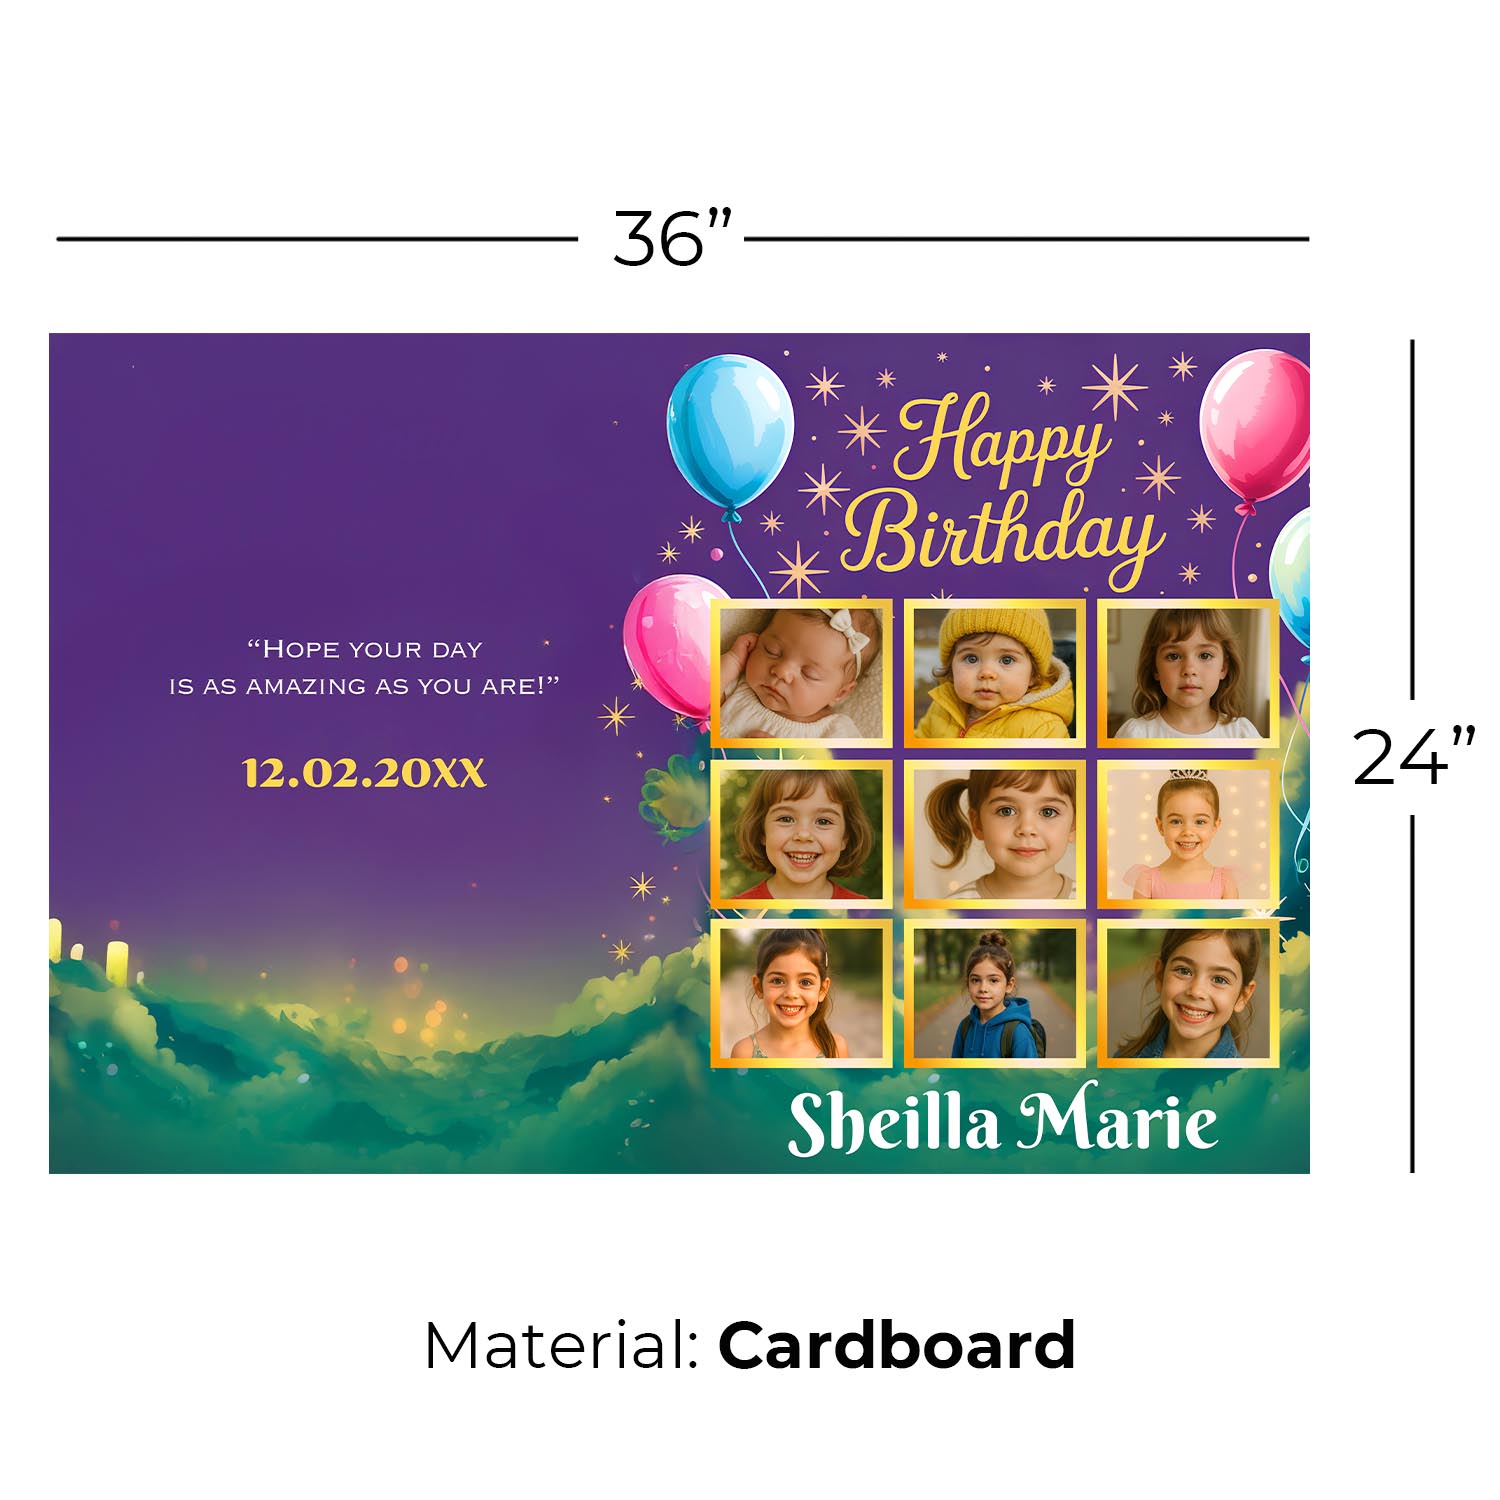 36”
Happy
Birthday
“Hope your day
is as amazing as you are!”
12.02.20XX
24”
Sheilla Marie
Material: Cardboard